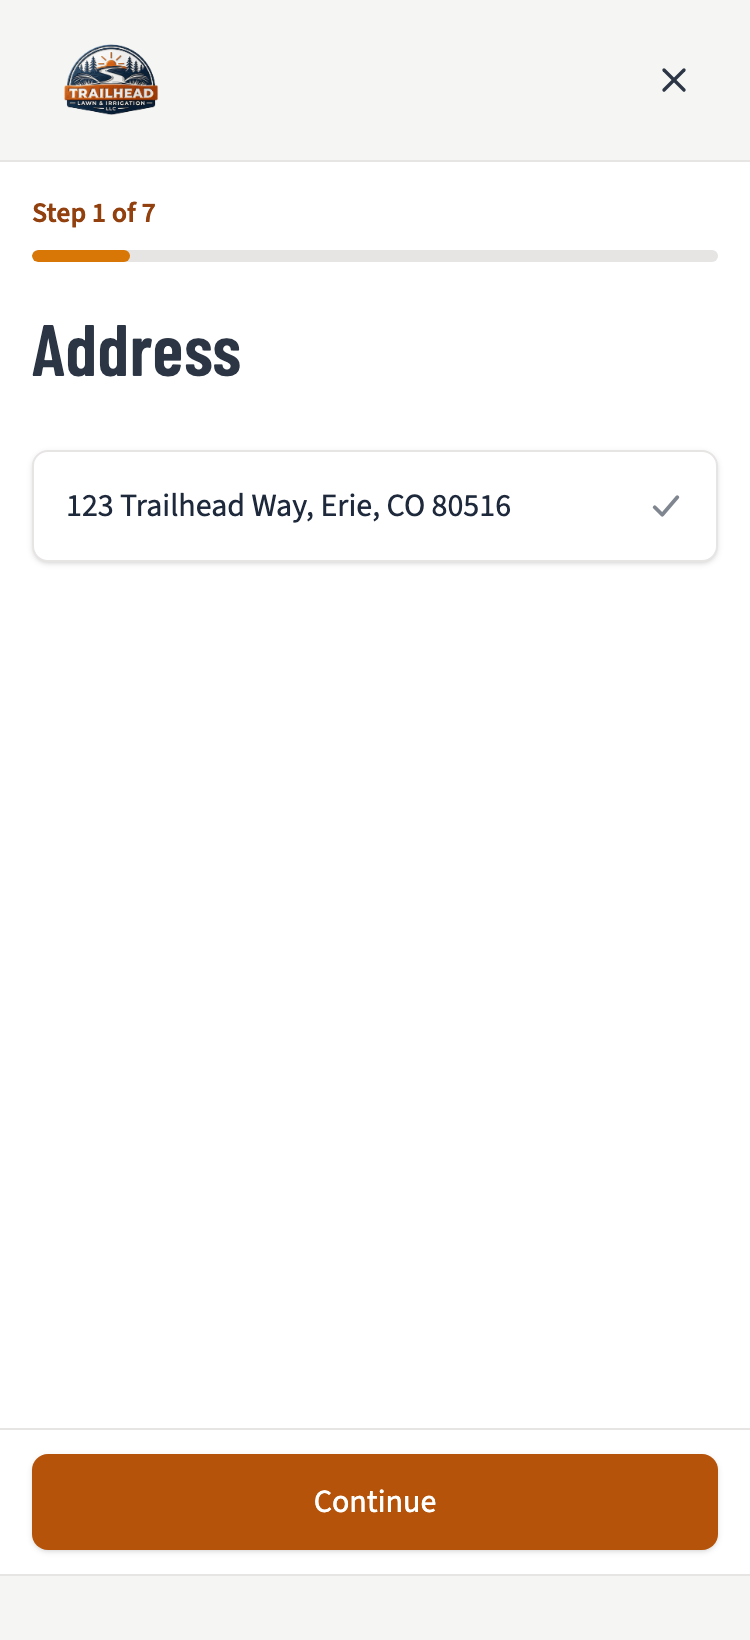 TRAILHEAD
LAWN & IRRIGATION
LLC
Step 1 of 7
Address
123 Trailhead Way, Erie, CO 80516
Continue